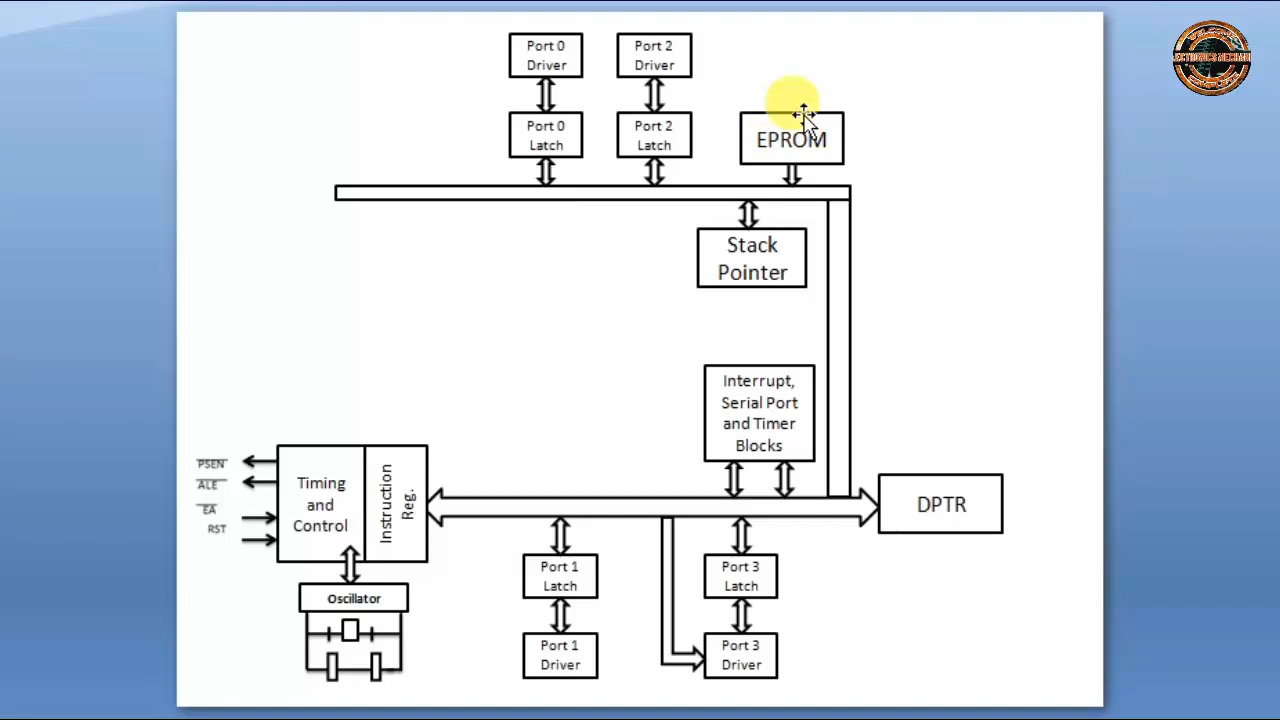 Port 0
Driver
Port 2
Driver
Port 0
Latch
Port 2
Latch
EPROM
Stack
Pointer
Interrupt,
Serial Port
and Timer
Blocks
PSEN
ALE
EA
RST
Timing
and
Control
Instruction
Reg.
DPTR
Oscillator
Port 1
Latch
Port 3
Latch
Port 1
Driver
Port 3
Driver